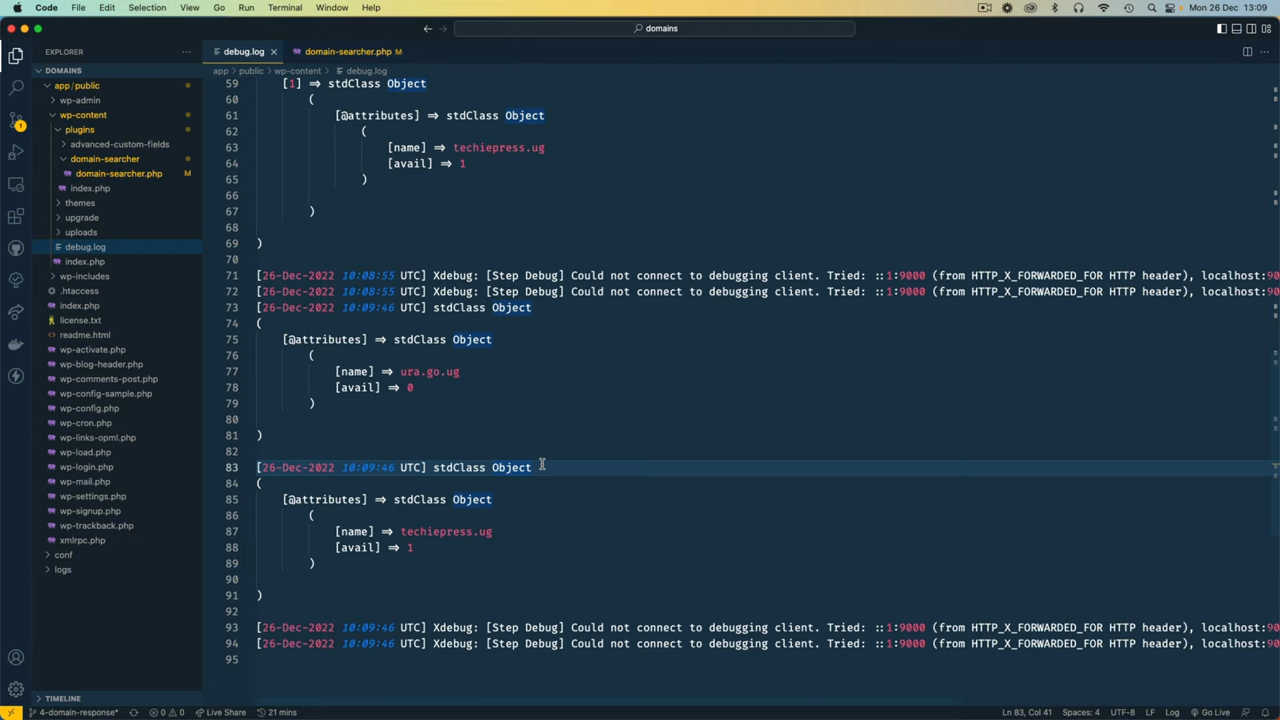 Code File Edit Selection View Go Run Terminal Window Help Mon 26 Dec 13:09
domains
EXPLORER
debug.log
domain-searcher.php M
app › public › wp-content › debug.log
DOMAINS
app/public
wp-admin
wp-content
plugins
advanced-custom-fields
domain-searcher
domain-searcher.php M
index.php
themes
upgrade
uploads
debug.log
index.php
wp-includes
.htaccess
index.php
license.txt
readme.html
wp-activate.php
wp-blog-header.php
wp-comments-post.php
wp-config-sample.php
wp-config.php
wp-cron.php
wp-links-opml.php
wp-load.php
wp-login.php
wp-mail.php
wp-settings.php
wp-signup.php
wp-trackback.php
xmlrpc.php
conf
logs
TIMELINE
1
59 [1] => stdClass Object
60 (
61 [@attributes] => stdClass Object
62 (
63 [name] => techiepress.ug
64 [avail] => 1
65 )
66
67 )
68
69 )
70
71 [26-Dec-2022 10:08:55 UTC] Xdebug: [Step Debug] Could not connect to debugging client. Tried: ::1:9000 (from HTTP_X_FORWARDED_FOR HTTP header), localhost:90
72 [26-Dec-2022 10:08:55 UTC] Xdebug: [Step Debug] Could not connect to debugging client. Tried: ::1:9000 (from HTTP_X_FORWARDED_FOR HTTP header), localhost:90
73 [26-Dec-2022 10:09:46 UTC] stdClass Object
74 (
75 [@attributes] => stdClass Object
76 (
77 [name] => ura.go.ug
78 [avail] => 0
79 )
80
81 )
82
83 [26-Dec-2022 10:09:46 UTC] stdClass Object
84 (
85 [@attributes] => stdClass Object
86 (
87 [name] => techiepress.ug
88 [avail] => 1
89 )
90
91 )
92
93 [26-Dec-2022 10:09:46 UTC] Xdebug: [Step Debug] Could not connect to debugging client. Tried: ::1:9000 (from HTTP_X_FORWARDED_FOR HTTP header), localhost:90
94 [26-Dec-2022 10:09:46 UTC] Xdebug: [Step Debug] Could not connect to debugging client. Tried: ::1:9000 (from HTTP_X_FORWARDED_FOR HTTP header), localhost:90
95
4-domain-response* 0 0 Live Share 21 mins Ln 83, Col 41 Spaces: 4 UTF-8 LF Log Go Live